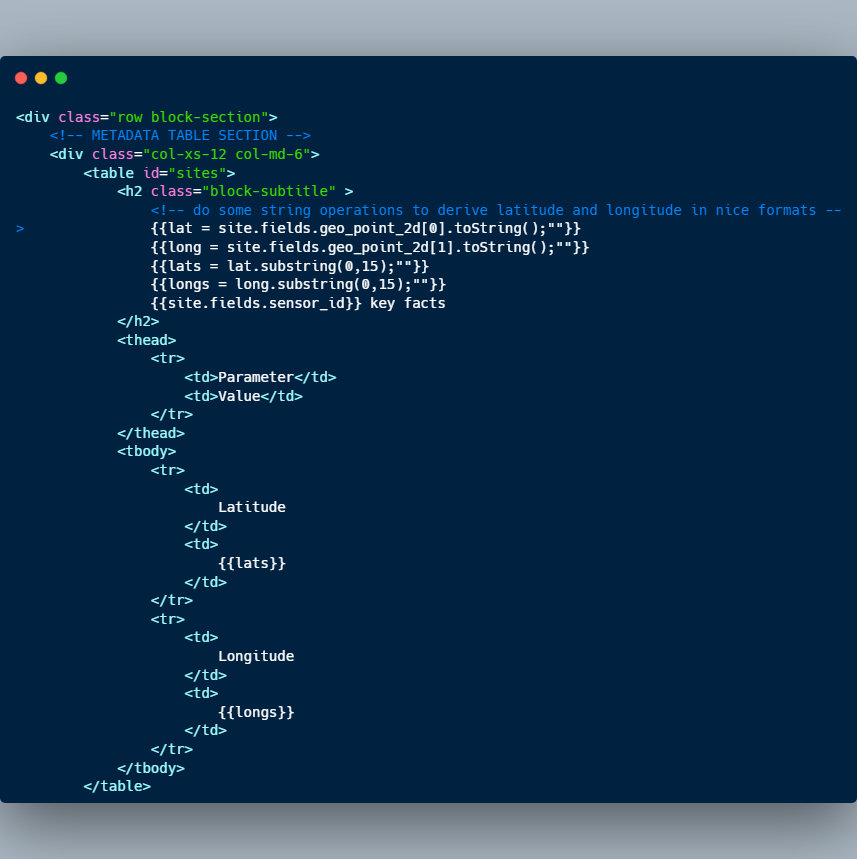 <div class="row block-section">
    <!-- METADATA TABLE SECTION -->
    <div class="col-xs-12 col-md-6">
        <table id="sites">
            <h2 class="block-subtitle" >
                <!-- do some string operations to derive latitude and longitude in nice formats --
>               {{lat = site.fields.geo_point_2d[0].toString();""}}
                {{long = site.fields.geo_point_2d[1].toString();""}}
                {{lats = lat.substring(0,15);""}}
                {{longs = long.substring(0,15);""}}
                {{site.fields.sensor_id}} key facts
            </h2>
            <thead>
                <tr>
                    <td>Parameter</td>
                    <td>Value</td>
                </tr>
            </thead>
            <tbody>
                <tr>
                    <td>
                        Latitude
                    </td>
                    <td>
                        {{lats}}
                    </td>
                </tr>
                <tr>
                    <td>
                        Longitude
                    </td>
                    <td>
                        {{longs}}
                    </td>
                </tr>
            </tbody>
        </table>